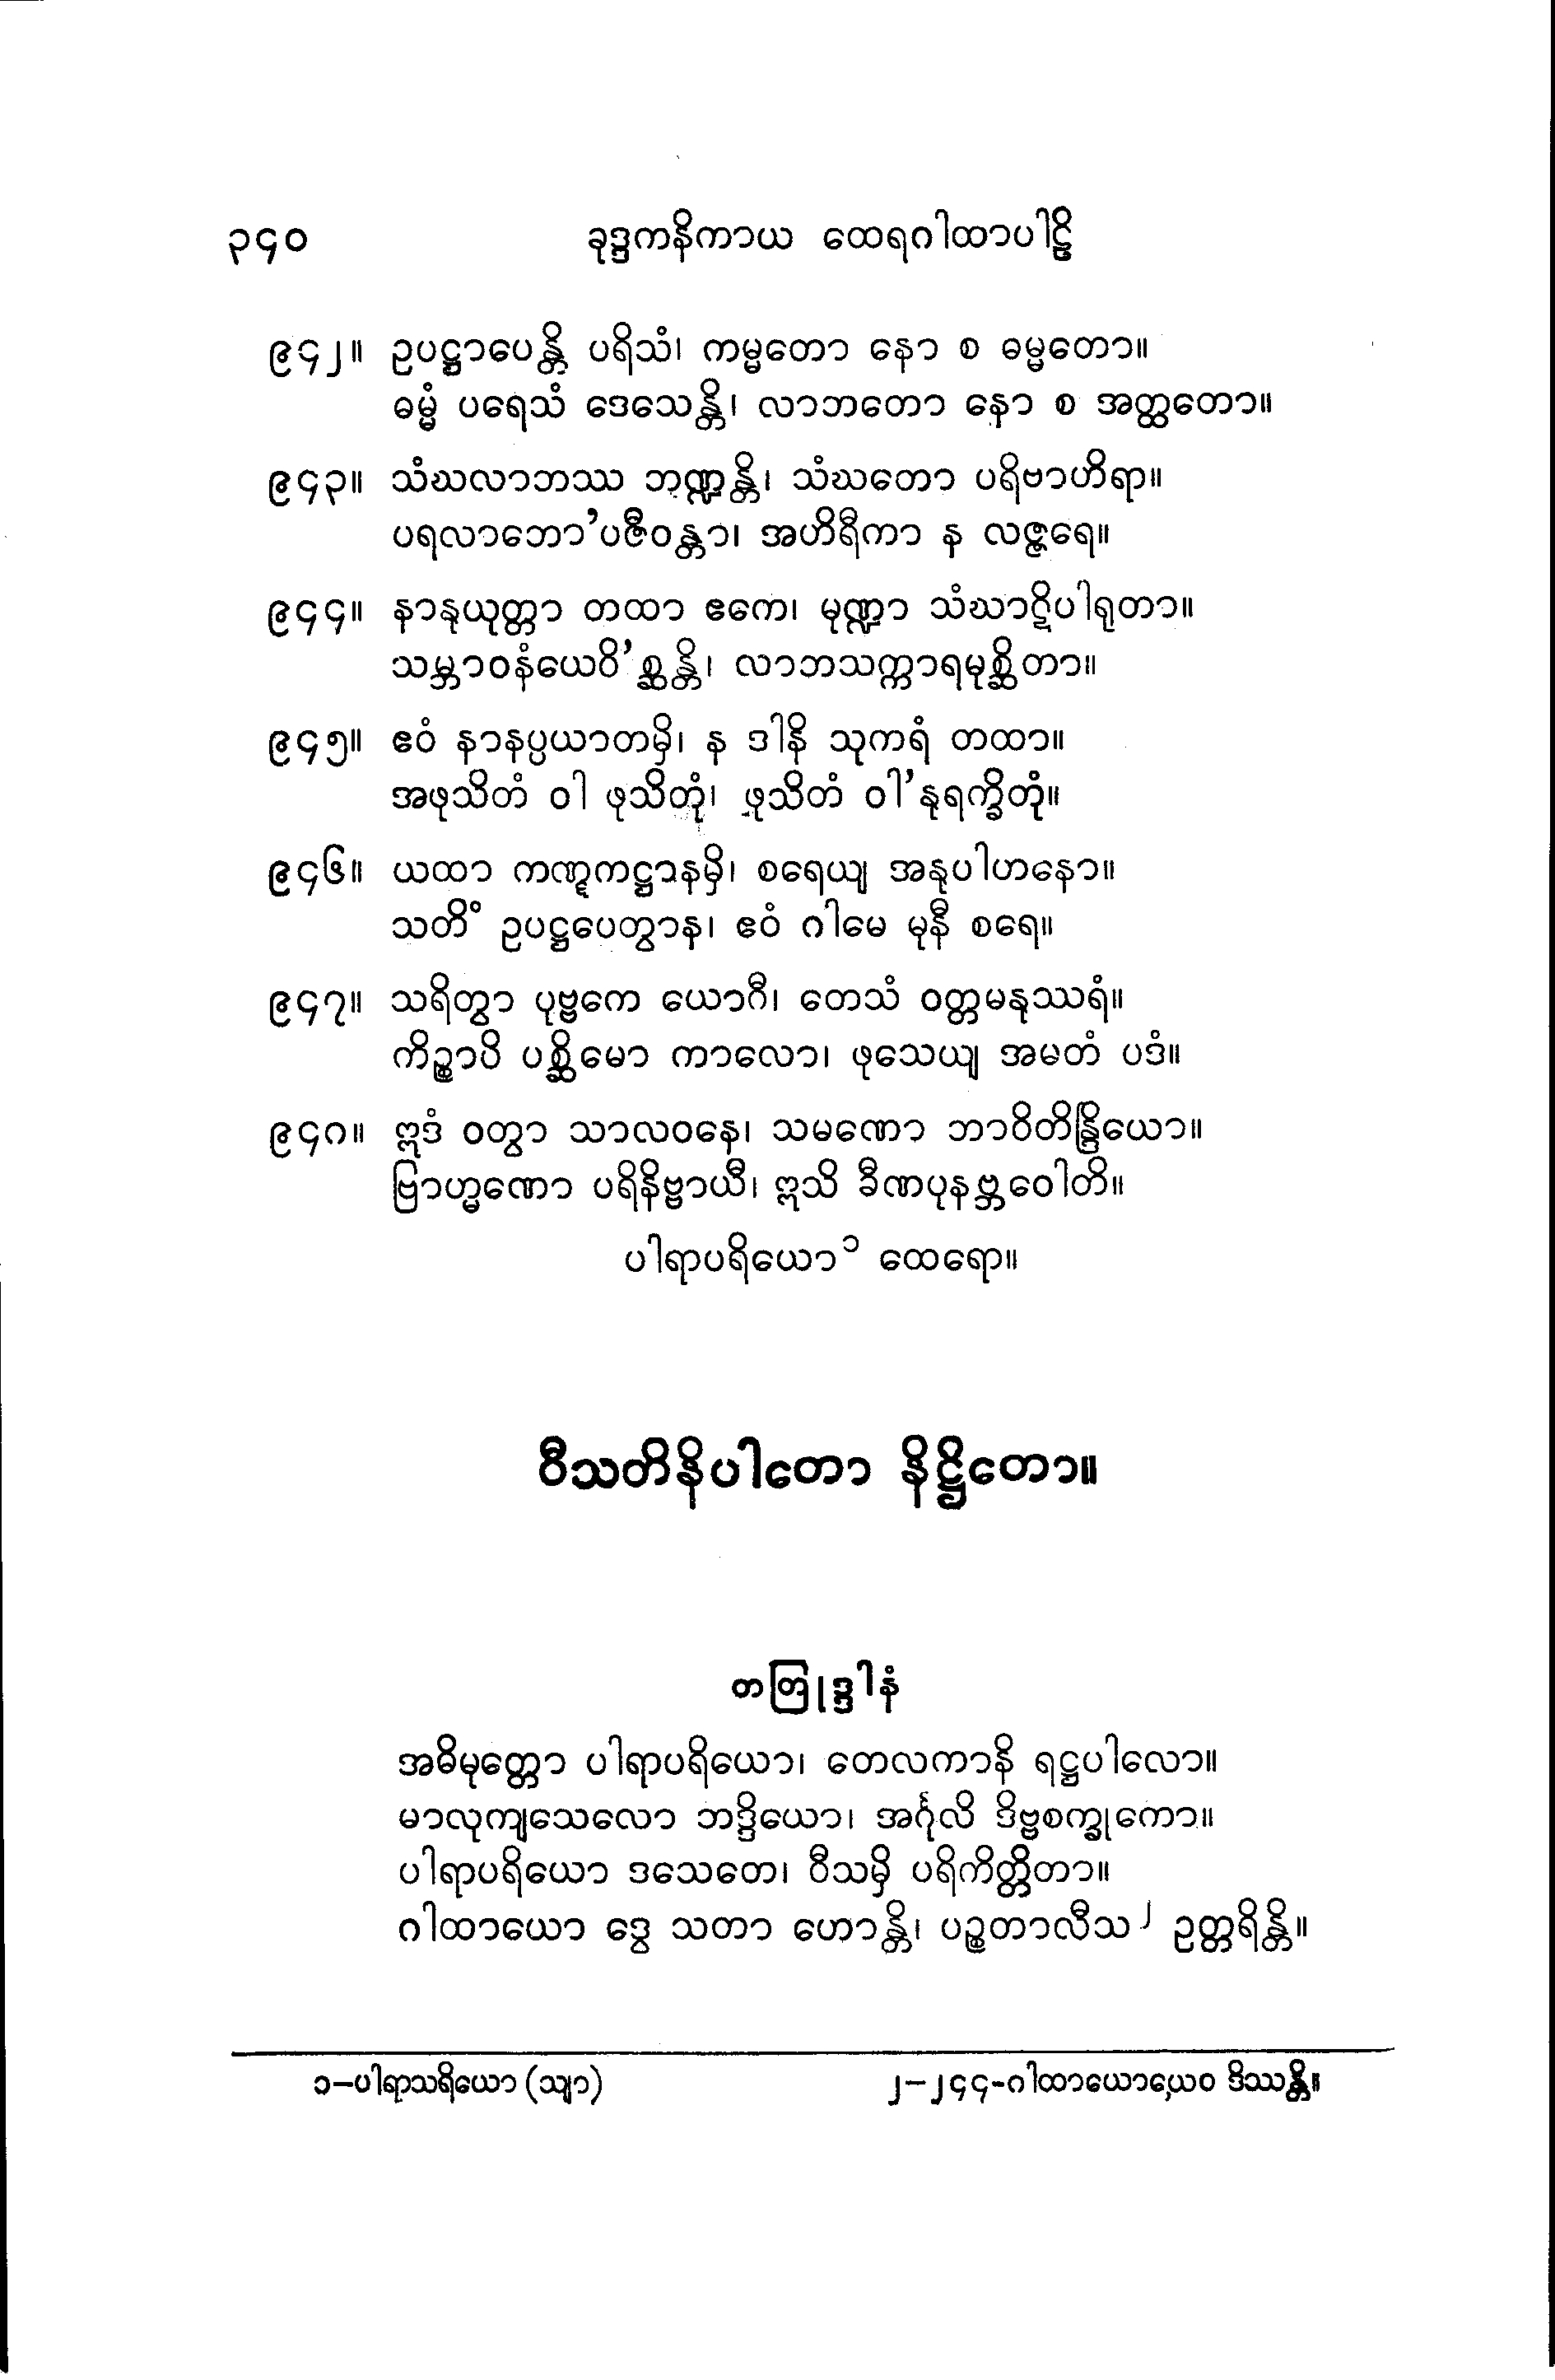 ၃၄၀ ခုဒ္ဒကနိကာယ ထေရဂါထာပါဠိ
၉၄၂။ ဥပဋ္ဌာပေန္တိ ပရိသံ၊ ကမ္မတော နော စ ဓမ္မတော။
ဓမ္မံ ပရေသံ ဒေသေန္တိ၊ လာဘတော နော စ အတ္ထတော။
၉၄၃။ သံဃလာဘဿ ဘဏ္ဍန္တိ၊ သံဃတော ပရိဗာဟိရာ။
ပရလာဘော’ပဇီဝန္တာ၊ အဟိရီကာ န လဇ္ဇရေ။
၉၄၄။ နာနုယုတ္တာ တထာ ဧကေ၊ မုဏ္ဍာ သံဃာဋိပါရုတာ။
သမ္ဘာဝနံယေဝိ’စ္ဆန္တိ၊ လာဘသက္ကာရမုစ္ဆိတာ။
၉၄၅။ ဧဝံ နာနပ္ပယာတမှိ၊ န ဒါနိ သုကရံ တထာ။
အဖုသိတံ ဝါ ဖုသိတုံ၊ ဖုသိတံ ဝါ’နုရက္ခိတုံ။
၉၄၆။ ယထာ ကဏ္ဋကဋ္ဌာနမှိ၊ စရေယျ အနုပါဟနော။
သတိံ ဥပဋ္ဌပေတွာန၊ ဧဝံ ဂါမေ မုနီ စရေ။
၉၄၇။ သရိတွာ ပုဗ္ဗကေ ယောဂီ၊ တေသံ ဝတ္တမနုဿရံ။
ကိဉ္စာပိ ပစ္ဆိမော ကာလော၊ ဖုသေယျ အမတံ ပဒံ။
၉၄၈။ ဣဒံ ဝတွာ သာလဝနေ၊ သမဏော ဘာဝိတိန္ဒြိယော။
ဗြာဟ္မဏော ပရိနိဗ္ဗာယီ၊ ဣသိ ခီဏပုနဗ္ဘဝေါတိ။
ပါရာပရိယော၁ ထေရော။
ဝီသတိနိပါတော နိဋ္ဌိတော။
တတြုဒ္ဒါနံ
အဓိမုတ္တော ပါရာပရိယော၊ တေလကာနိ ရဋ္ဌပါလော။
မာလုကျသေလော ဘဒ္ဒိယော၊ အင်္ဂုလိ ဒိဗ္ဗစက္ခုကော။
ပါရာပရိယော ဒသေတေ၊ ဝီသမှိ ပရိကိတ္တိတာ။
ဂါထာယော ဒွေ သတာ ဟောန္တိ၊ ပဉ္စတာလီသ၂ ဥတ္တရိန္တိ။
၁–ပါရာသရိယော (သျာ) ၂–၂၄၄-ဂါထာယောယေဝ ဒိဿန္တိ။